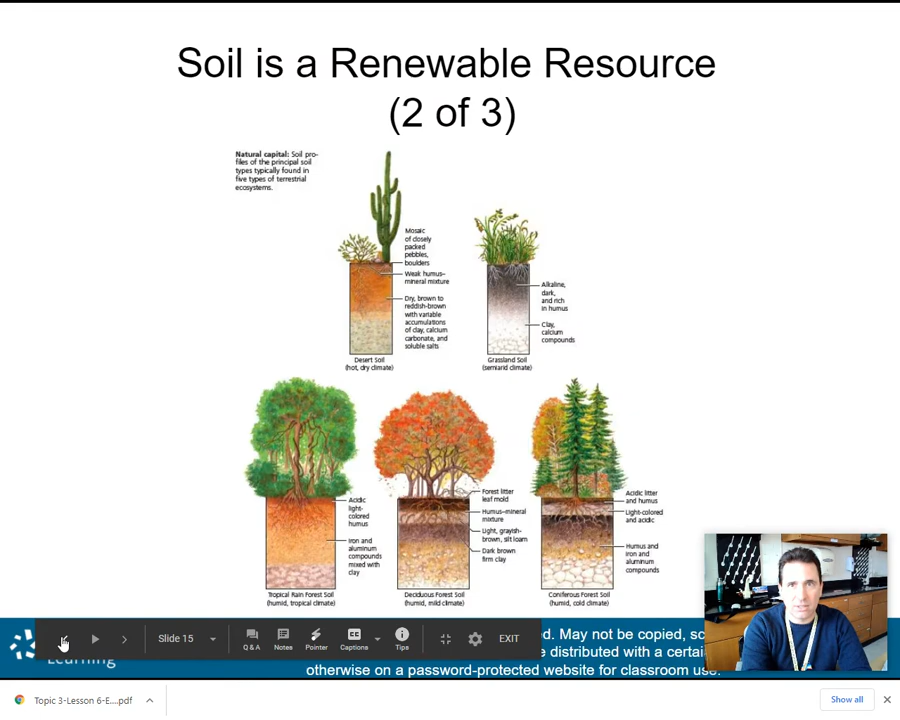 Soil is a Renewable Resource
(2 of 3)
Natural capital: Soil pro-
files of the principal soil
types typically found in
five types of terrestrial
ecosystems.
Mosaic
of closely
packed
pebbles,
boulders
Weak humus–
mineral mixture
Dry, brown to
reddish-brown
with variable
accumulations
of clay, calcium
carbonate, and
soluble salts
Desert Soil
(hot, dry climate)
Alkaline,
dark,
and rich
in humus
Clay,
calcium
compounds
Grassland Soil
(semiarid climate)
Acidic
light-
colored
humus
Iron and
aluminum
compounds
mixed with
clay
Tropical Rain Forest Soil
(humid, tropical climate)
Forest litter
leaf mold
Humus–mineral
mixture
Light, grayish-
brown, silt loam
Dark brown
firm clay
Deciduous Forest Soil
(humid, mild climate)
Acidic litter
and humus
Light-colored
and acidic
Humus and
iron and
aluminum
compounds
Coniferous Forest Soil
(humid, cold climate)
Slide 15
Q & A
Notes
Pointer
CC
Captions
Tips
EXIT
Learning
d. May not be copied, sc
e distributed with a certai
otherwise on a password-protected website for classroom use.
Topic 3-Lesson 6-E....pdf
Show all